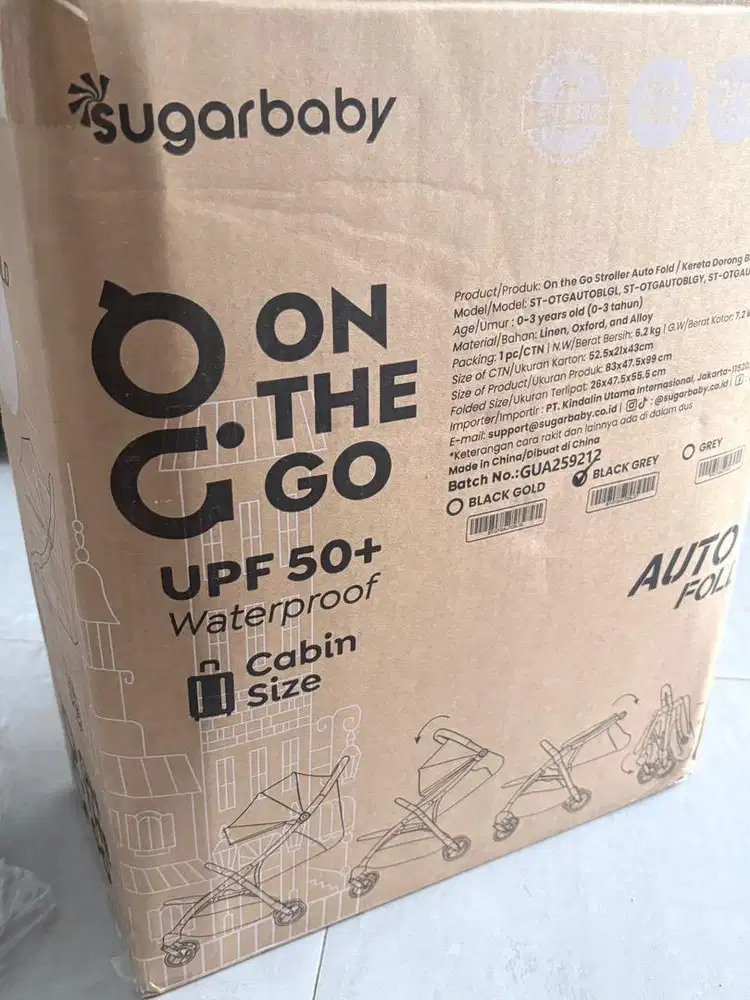 sugarbaby
ON
THE
GO
UPF 50+
Waterproof
Cabin
Size
Product/Produk: On the Go Stroller Auto Fold / Kereta Dorong
Model/Model: ST-OTGAUTOBLGL, ST-OTGAUTOBLGY,
Age/Umur : 0-3 years old (0-3 tahun)
Material/Bahan: Linen, Oxford, and Alloy
Packing: 1 pc/CTN | N.W/Berat Bersih: 6.2 kg | G.W/Berat Kotor: 7,2
Size of CTN/Ukuran Karton: 52.5x21x43cm
Size of Product/Ukuran Produk: 83x47.5x99 cm
Folded Size/Ukuran Terlipat: 26x47.5x55.5 cm
Importer/Importir : PT. Kindalin Utama Internasional, Jakarta-11520
E-mail: support@sugarbaby.co.id | : @sugarbaby.co.id |
*Keterangan cara rakit dan lainnya ada di dalam dus
Made in China/Dibuat di China
Batch No.:GUA259212
BLACK GOLD
BLACK GREY
GREY
AUTO